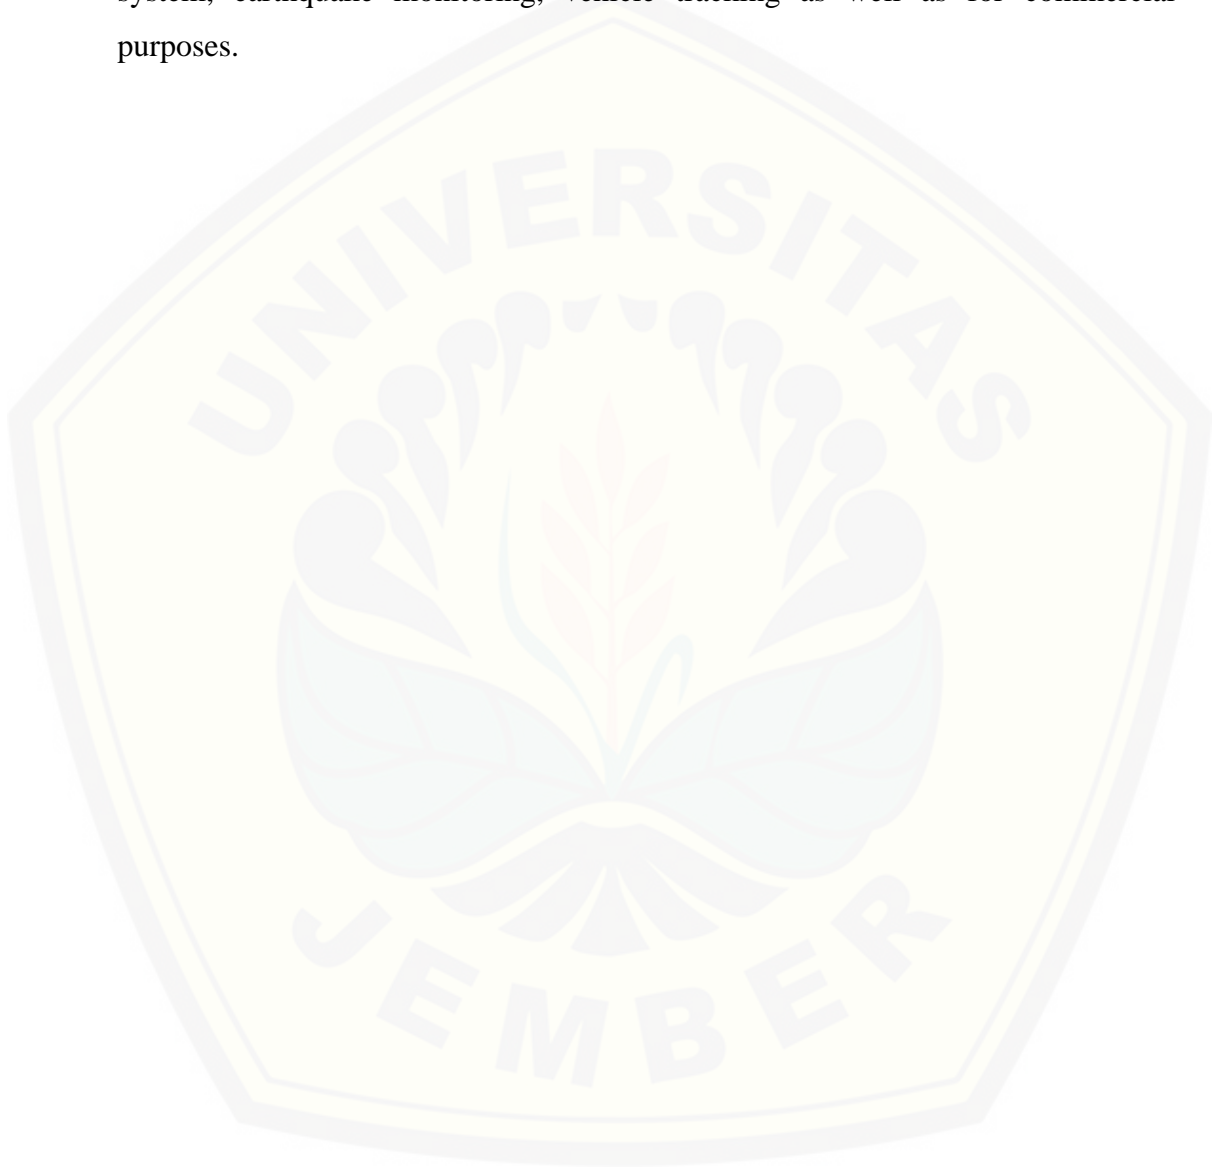 system, earthquake monitoring, vehicle tracking as well as for commercial
purposes.
UNIVERSITAS
JEMBER